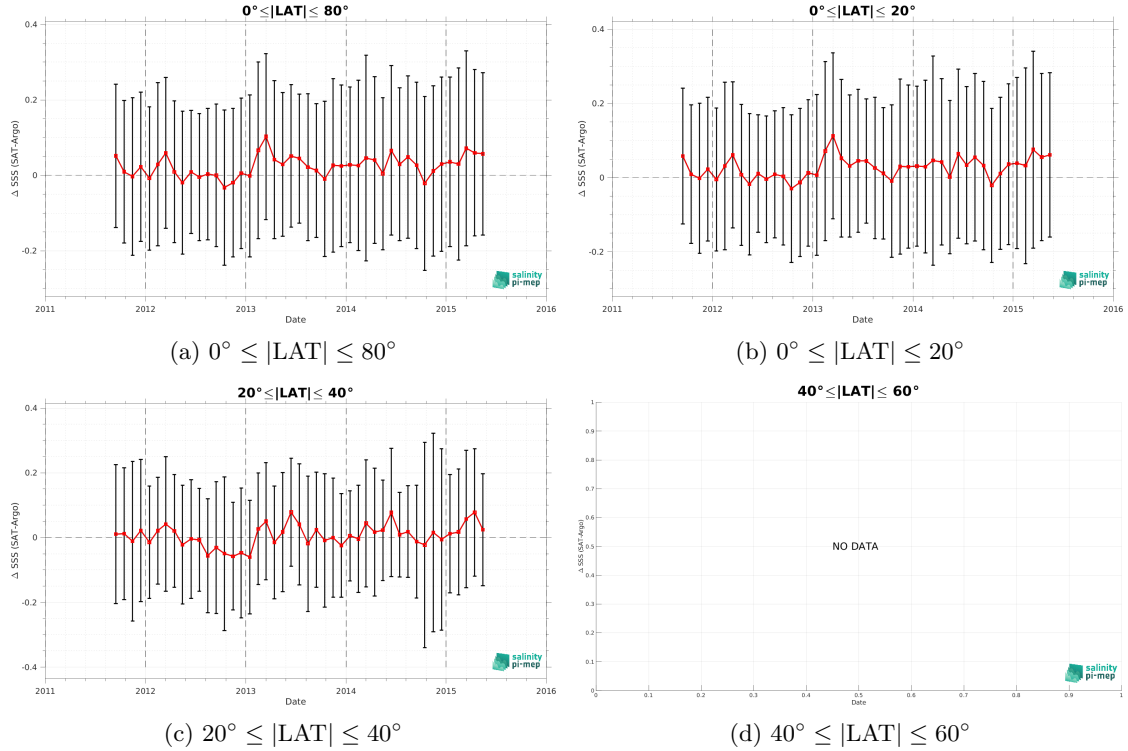 0°≤|LAT|≤ 80°
0.4
0.2
0
-0.2
Δ SSS (SAT-Argo)
2011 2012 2013 2014 2015 2016
Date
salinity
pi-mep
(a) 0° ≤ |LAT| ≤ 80°
0°≤|LAT|≤ 20°
0.4
0.2
0
-0.2
Δ SSS (SAT-Argo)
2011 2012 2013 2014 2015 2016
Date
salinity
pi-mep
(b) 0° ≤ |LAT| ≤ 20°
20°≤|LAT|≤ 40°
0.4
0.2
0
-0.2
-0.4
Δ SSS (SAT-Argo)
2011 2012 2013 2014 2015 2016
Date
salinity
pi-mep
(c) 20° ≤ |LAT| ≤ 40°
40°≤|LAT|≤ 60°
1
0.9
0.8
0.7
0.6
0.5
0.4
0.3
0.2
0.1
0
Δ SSS (SAT-Argo)
NO DATA
0 0.1 0.2 0.3 0.4 0.5 0.6 0.7 0.8 0.9 1
Date
salinity
pi-mep
(d) 40° ≤ |LAT| ≤ 60°